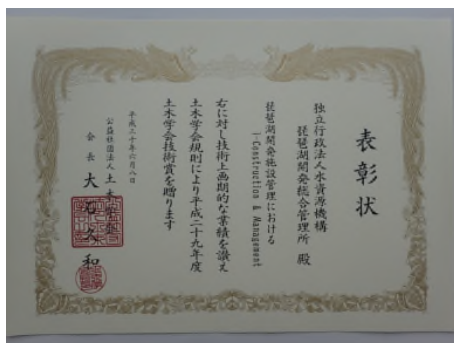 表彰状
独立行政法人水資源機構
琵琶湖開発総合管理所 殿
琵琶湖開発施設管理における
i-Construction & Management
右に対し技術上画期的な業績を讃え
土木学会規則により平成二十九年度
土木学会技術賞を贈ります
平成三十年六月八日
公益社団法人 土木学会
会長 大石久和